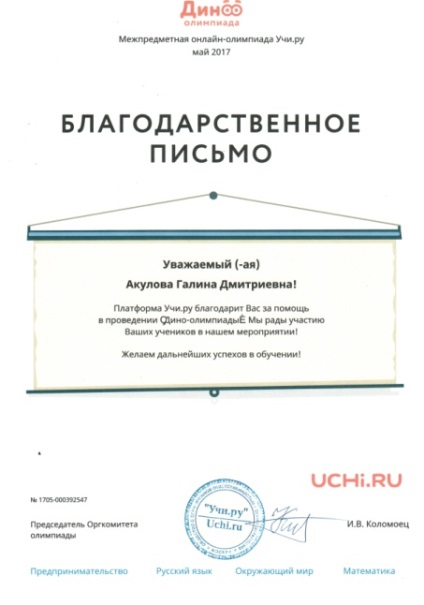 Дино
олимпиада
Межпредметная онлайн-олимпиада Учи.ру
май 2017
БЛАГОДАРСТВЕННОЕ
ПИСЬМО
Уважаемый (-ая)
Акулова Галина Дмитриевна!
Платформа Учи.ру благодарит Вас за помощь
в проведении Дино-олимпиады. Мы рады участию
Ваших учеников в нашем мероприятии!
Желаем дальнейших успехов в обучении!
UCHi.RU
№ 1705-000392547
Председатель Оргкомитета
олимпиады
"Учи.ру"
Uchi.ru
И.В. Коломоец
Предпринимательство Русский язык Окружающий мир Математика